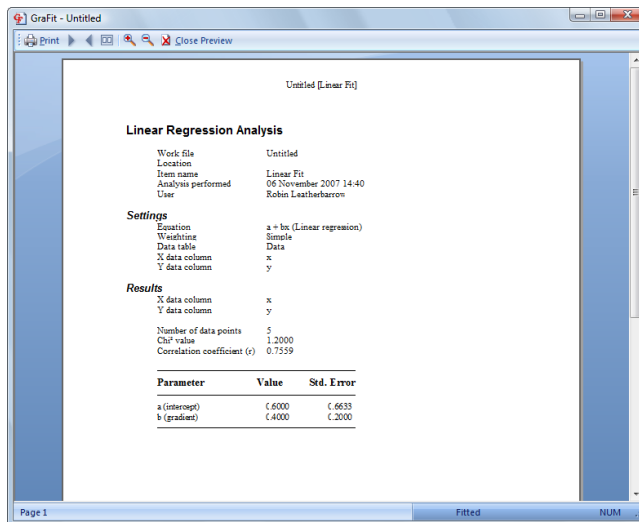 GraFit - Untitled
Print Close Preview
Untitled [Linear Fit]
Linear Regression Analysis
Work file Untitled
Location
Item name Linear Fit
Analysis performed 06 November 2007 14:40
User Robin Leatherbarrow
Settings
Equation a + bx (Linear regression)
Weighting Simple
Data table Data
X data column x
Y data column y
Results
X data column x
Y data column y
Number of data points 5
Chi² value 1.2000
Correlation coefficient (r) 0.7559
Parameter Value Std. Error
a (intercept) 0.6000 0.6633
b (gradient) 0.4000 0.2000
Page 1 Fitted NUM